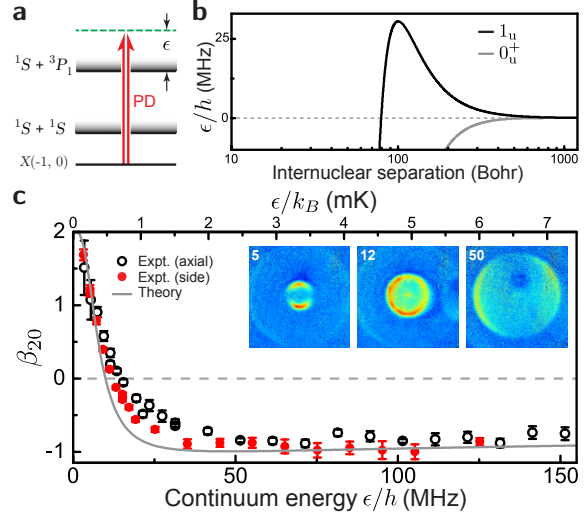 a
ϵ
¹S + ³P₁
PD
¹S + ¹S
X(-1, 0)
b
ϵ/h (MHz)
25
0
1ᵤ
0ᵤ⁺
10
100
1000
Internuclear separation (Bohr)
c
ϵ/k_B (mK)
0
1
2
3
4
5
6
7
β₂₀
2
1
0
-1
Expt. (axial)
Expt. (side)
Theory
5
12
50
0
50
100
150
Continuum energy ϵ/h (MHz)